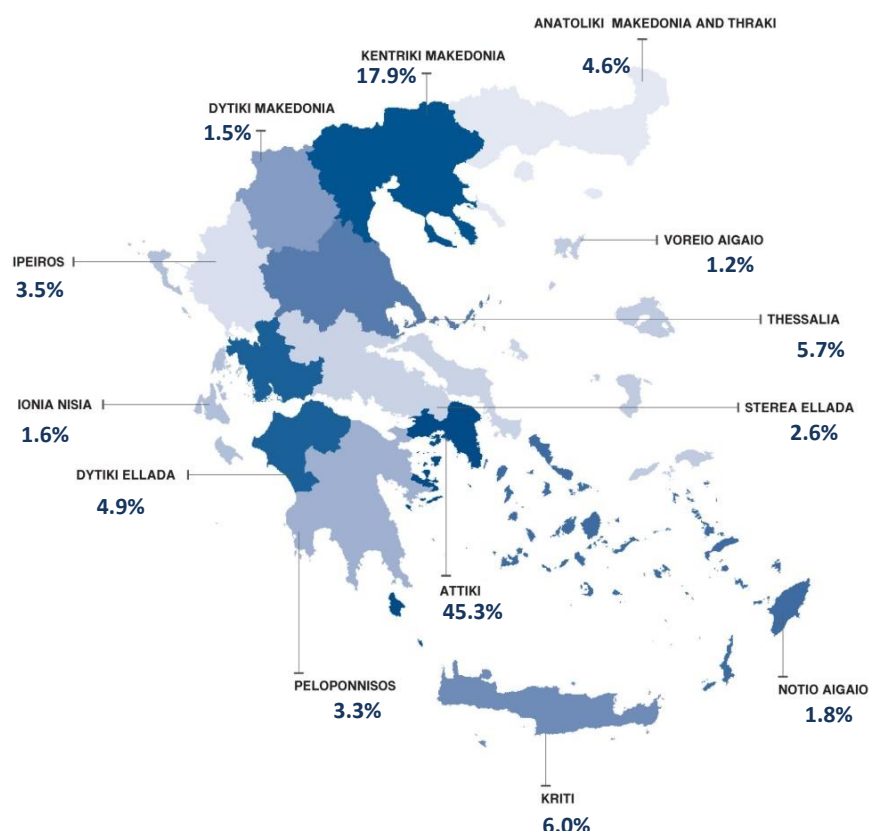 ANATOLIKI MAKEDONIA AND THRAKI
4.6%
KENTRIKI MAKEDONIA
17.9%
DYTIKI MAKEDONIA
1.5%
VOREIO AIGAIO
1.2%
IPEIROS
3.5%
THESSALIA
5.7%
IONIA NISIA
1.6%
STEREA ELLADA
2.6%
DYTIKI ELLADA
4.9%
ATTIKI
45.3%
PELOPONNISOS
3.3%
NOTIO AIGAIO
1.8%
KRITI
6.0%